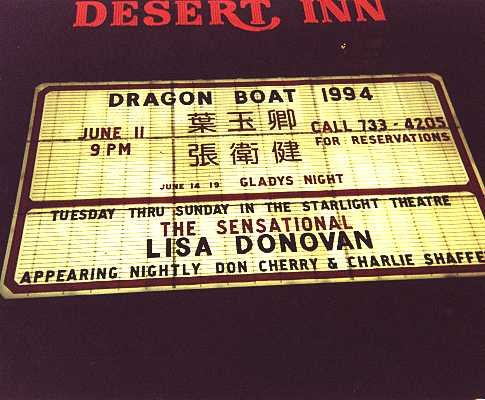 DESERT INN
DRAGON BOAT 1994
JUNE 11 葉玉卿 CALL 733-4205
9 PM 張衛健 FOR RESERVATIONS
JUNE 14 19 GLADYS NIGHT
TUESDAY THRU SUNDAY IN THE STARLIGHT THEATRE
THE SENSATIONAL
LISA DONOVAN
APPEARING NIGHTLY DON CHERRY & CHARLIE SHAFFE